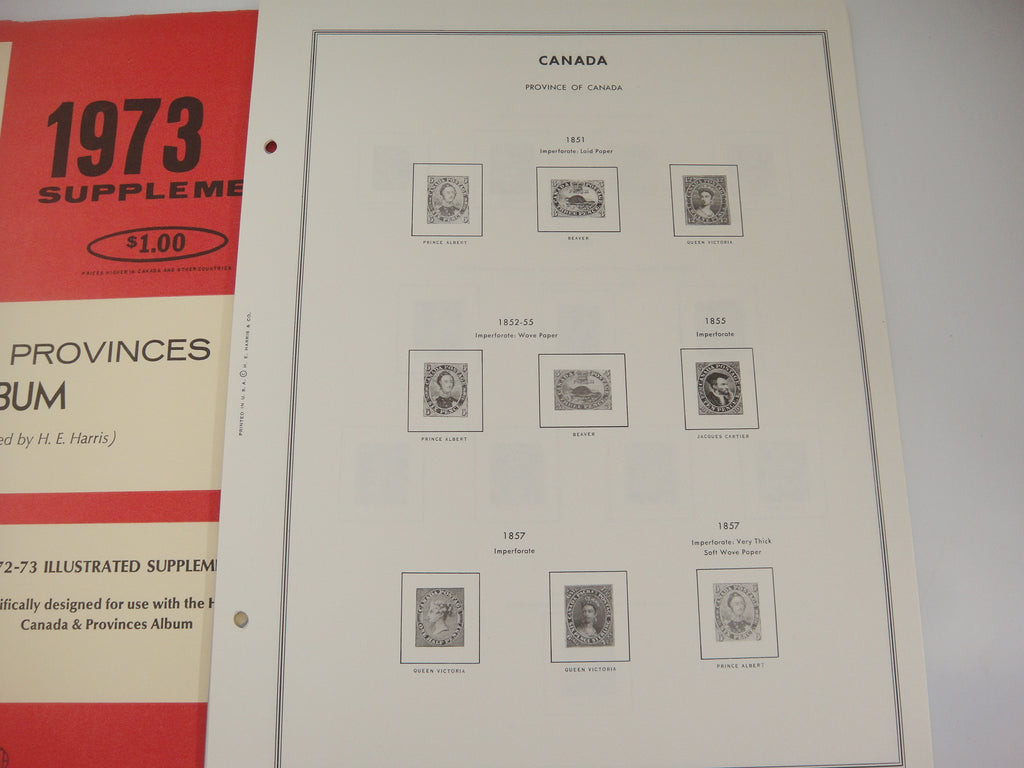 1973
SUPPLEME
$1.00
PRICES HIGHER IN CANADA AND OTHER COUNTRIES
PROVINCES
BUM
ed by H. E. Harris)
72-73 ILLUSTRATED SUPPLEM
ifically designed for use with the H
Canada & Provinces Album
PRINTED IN U.S.A. © H. E. HARRIS & CO.
CANADA
PROVINCE OF CANADA
1851
Imperforate: Laid Paper
PRINCE ALBERT
BEAVER
QUEEN VICTORIA
1852-55
Imperforate: Wove Paper
1855
Imperforate
PRINCE ALBERT
BEAVER
JACQUES CARTIER
1857
Imperforate
1857
Imperforate: Very Thick
Soft Wove Paper
QUEEN VICTORIA
QUEEN VICTORIA
PRINCE ALBERT